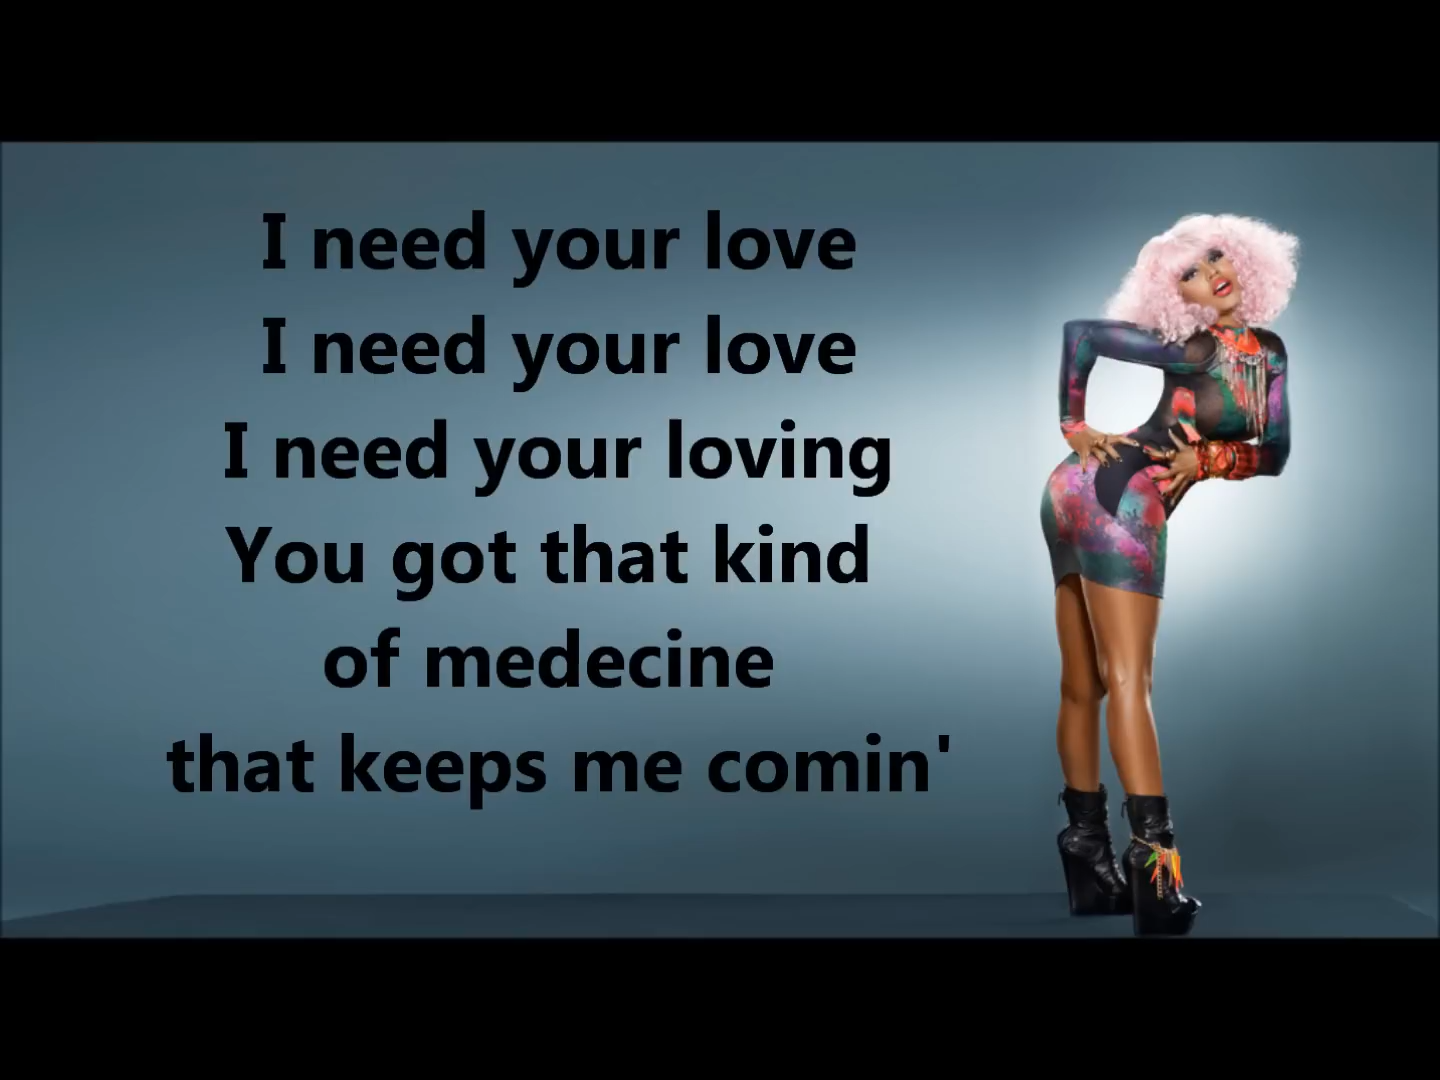 I need your love
I need your love
I need your loving
You got that kind
of medecine
that keeps me comin'